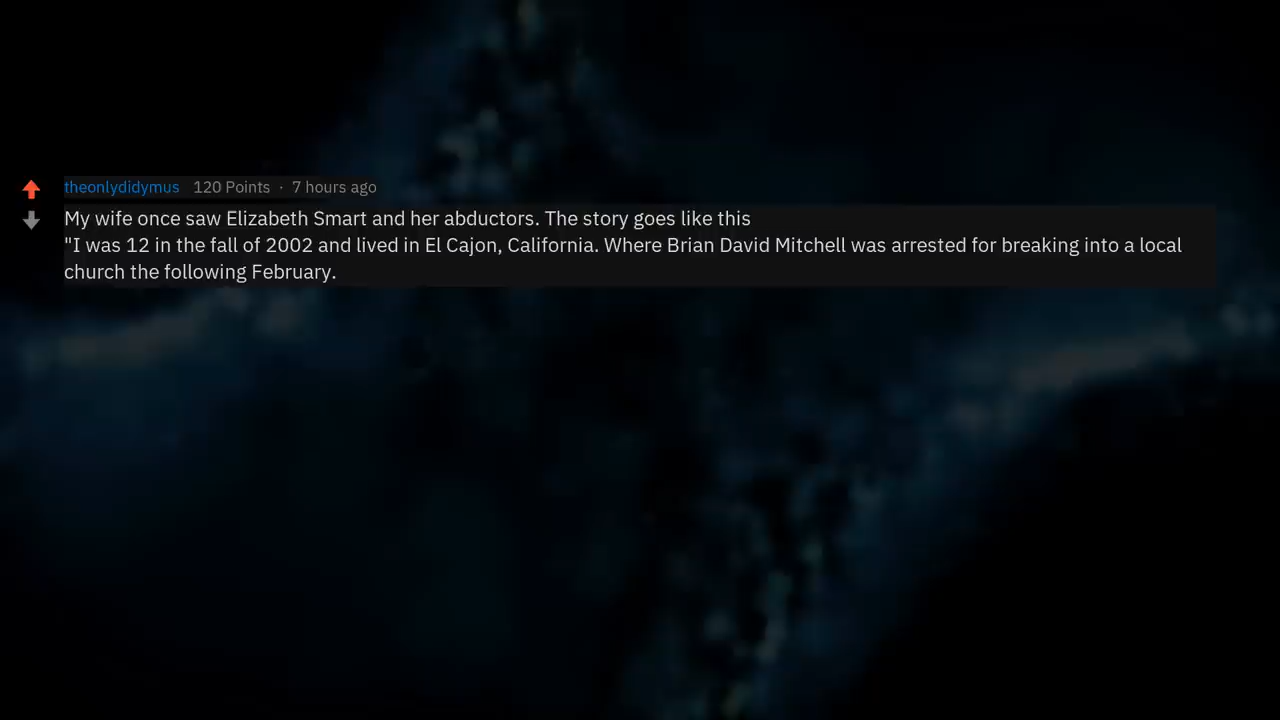 theonlydidymus 120 Points · 7 hours ago
My wife once saw Elizabeth Smart and her abductors. The story goes like this
"I was 12 in the fall of 2002 and lived in El Cajon, California. Where Brian David Mitchell was arrested for breaking into a local
church the following February.